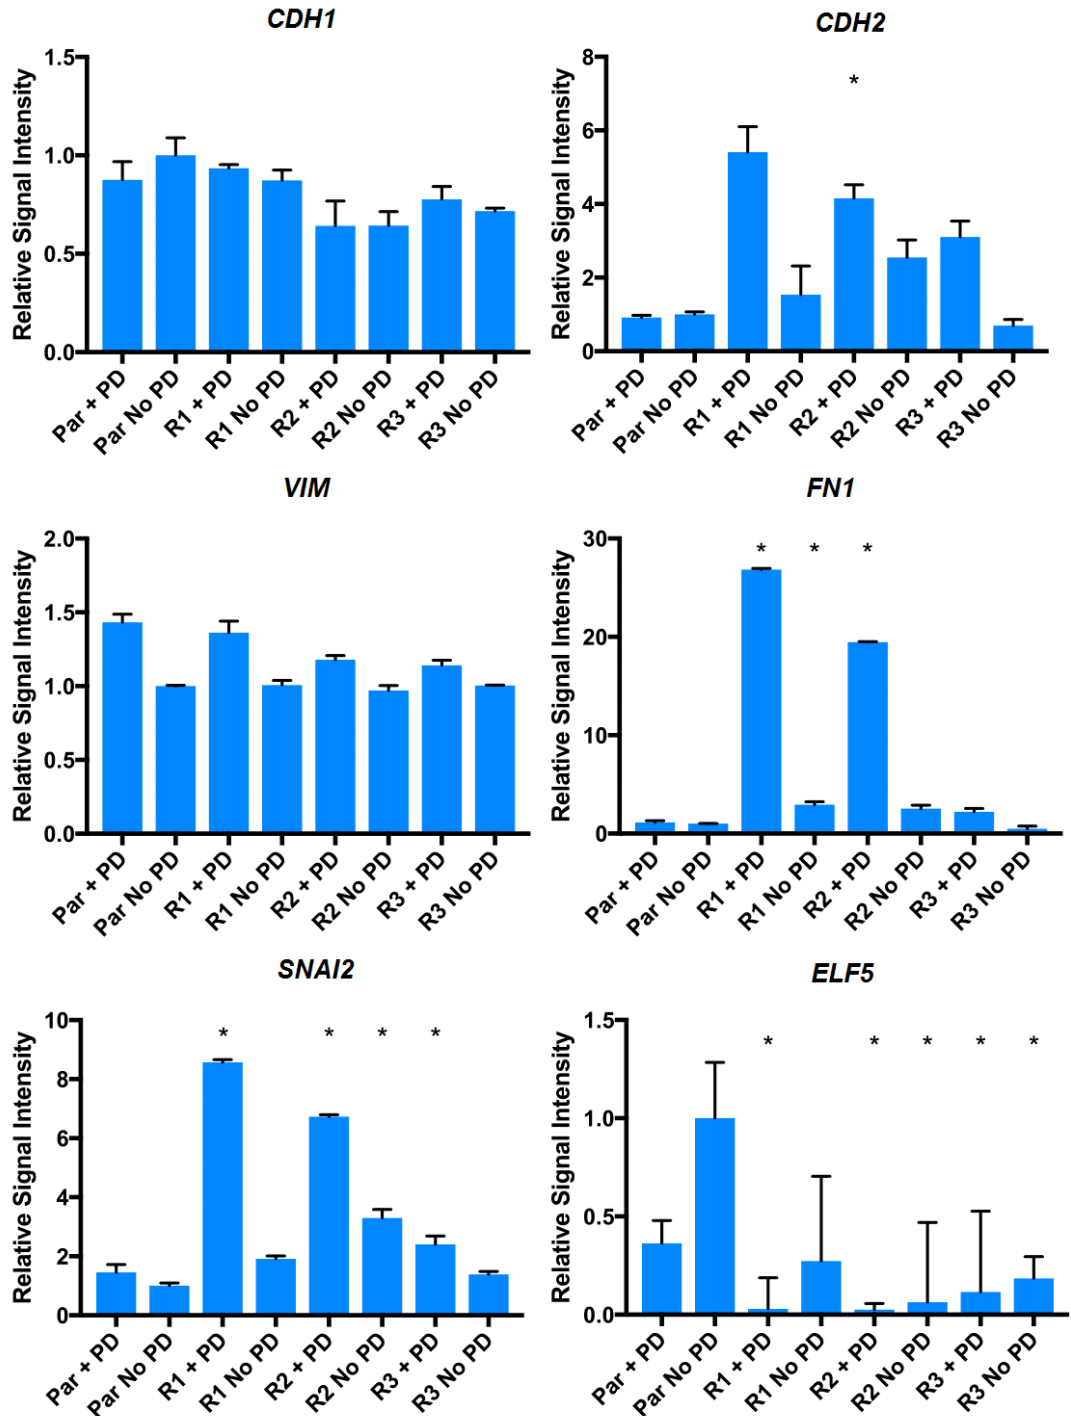 CDH1
Relative Signal Intensity
1.5
1.0
0.5
0.0
Par + PD
Par No PD
R1 + PD
R1 No PD
R2 + PD
R2 No PD
R3 + PD
R3 No PD
CDH2
Relative Signal Intensity
8
6
4
2
0
*
Par + PD
Par No PD
R1 + PD
R1 No PD
R2 + PD
R2 No PD
R3 + PD
R3 No PD
VIM
Relative Signal Intensity
2.0
1.5
1.0
0.5
0.0
Par + PD
Par No PD
R1 + PD
R1 No PD
R2 + PD
R2 No PD
R3 + PD
R3 No PD
FN1
Relative Signal Intensity
30
20
10
0
* * *
Par + PD
Par No PD
R1 + PD
R1 No PD
R2 + PD
R2 No PD
R3 + PD
R3 No PD
SNAI2
Relative Signal Intensity
10
8
6
4
2
0
* * * *
Par + PD
Par No PD
R1 + PD
R1 No PD
R2 + PD
R2 No PD
R3 + PD
R3 No PD
ELF5
Relative Signal Intensity
1.5
1.0
0.5
0.0
* * * * *
Par + PD
Par No PD
R1 + PD
R1 No PD
R2 + PD
R2 No PD
R3 + PD
R3 No PD